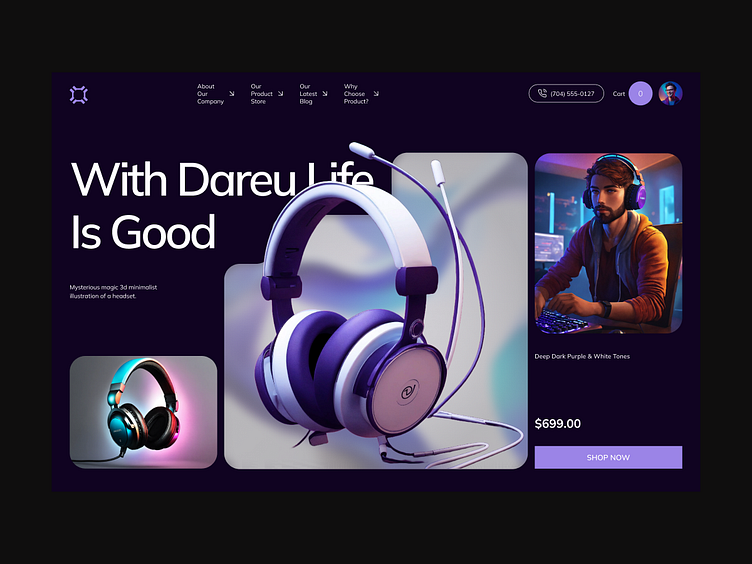 About
Our
Company
Our
Product
Store
Our
Latest
Blog
Why
Choose
Product?
(704) 555-0127
Cart
0
With Dareu Life
Is Good
Mysterious magic 3d minimalist
illustration of a headset.
Deep Dark Purple & White Tones
$699.00
SHOP NOW